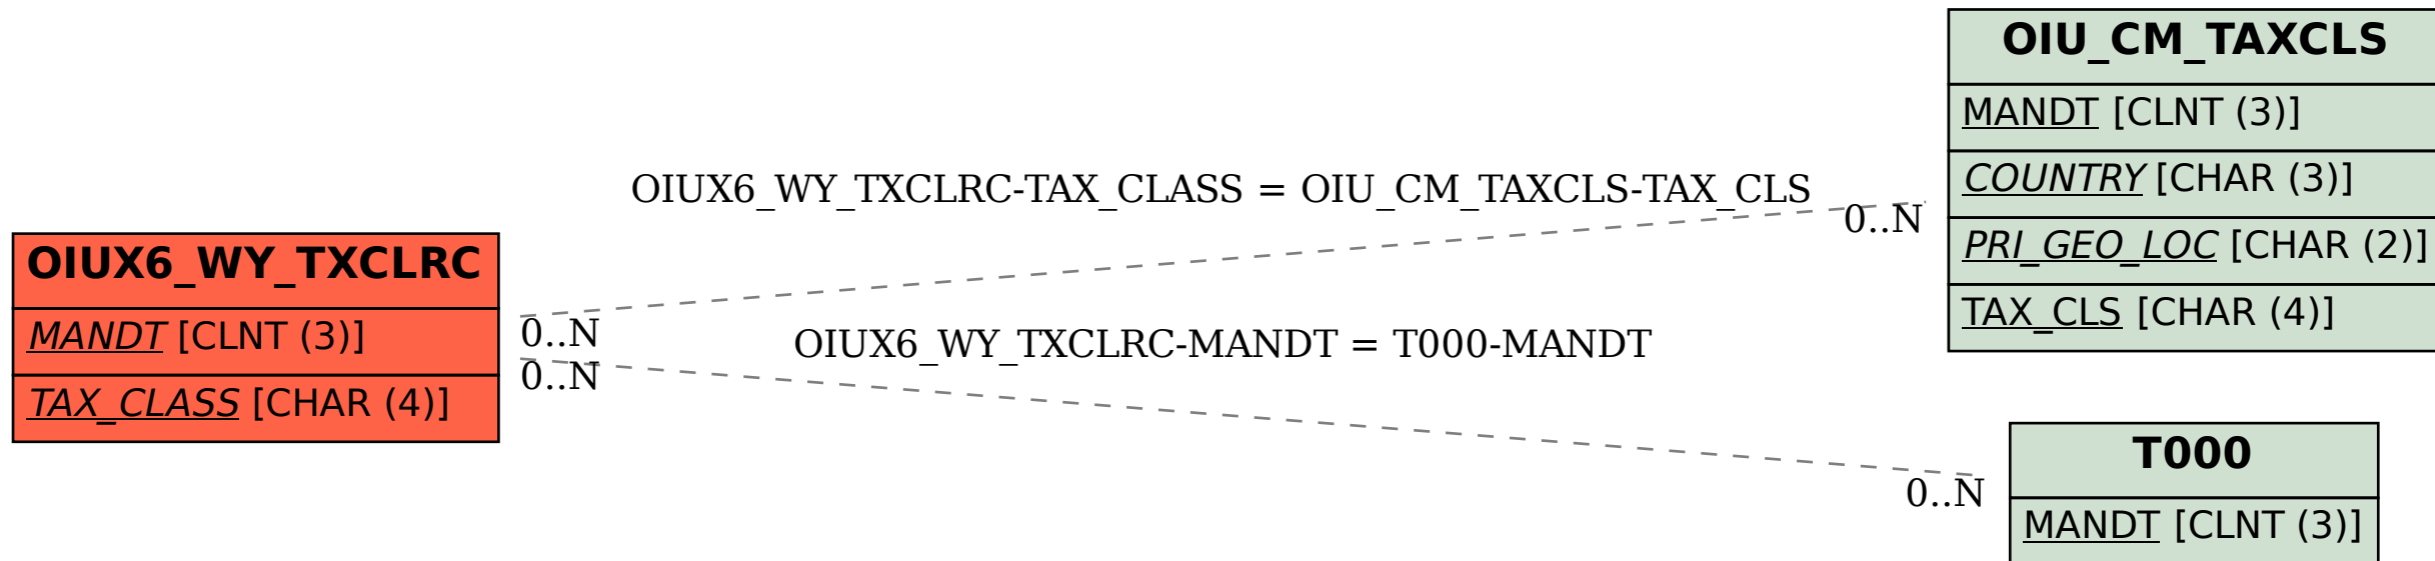 OIU_CM_TAXCLS
MANDT [CLNT (3)]
COUNTRY [CHAR (3)]
PRI_GEO_LOC [CHAR (2)]
TAX_CLS [CHAR (4)]
OIUX6_WY_TXCLRC-TAX_CLASS = OIU_CM_TAXCLS-TAX_CLS
0..N
OIUX6_WY_TXCLRC
MANDT [CLNT (3)]
TAX_CLASS [CHAR (4)]
0..N
0..N
OIUX6_WY_TXCLRC-MANDT = T000-MANDT
0..N
T000
MANDT [CLNT (3)]